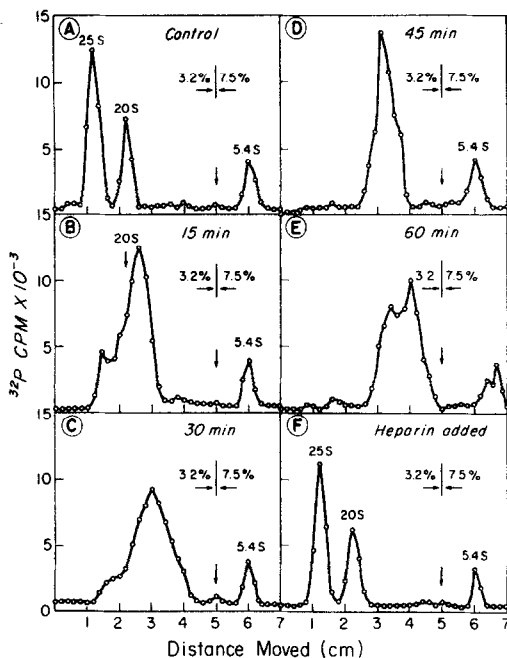 A Control
25S
20S
3.2% 7.5%
5.4S
B 15 min
20S
3.2% 7.5%
5.4S
C 30 min
3.2% 7.5%
5.4S
D 45 min
3.2% 7.5%
5.4S
E 60 min
3.2 7.5%
F Heparin added
25S
20S
3.2% 7.5%
5.4S
15
10
5
15
10
5
15
10
5
0
32P CPM X 10-3
1 2 3 4 5 6 7 1 2 3 4 5 6 7
Distance Moved (cm)